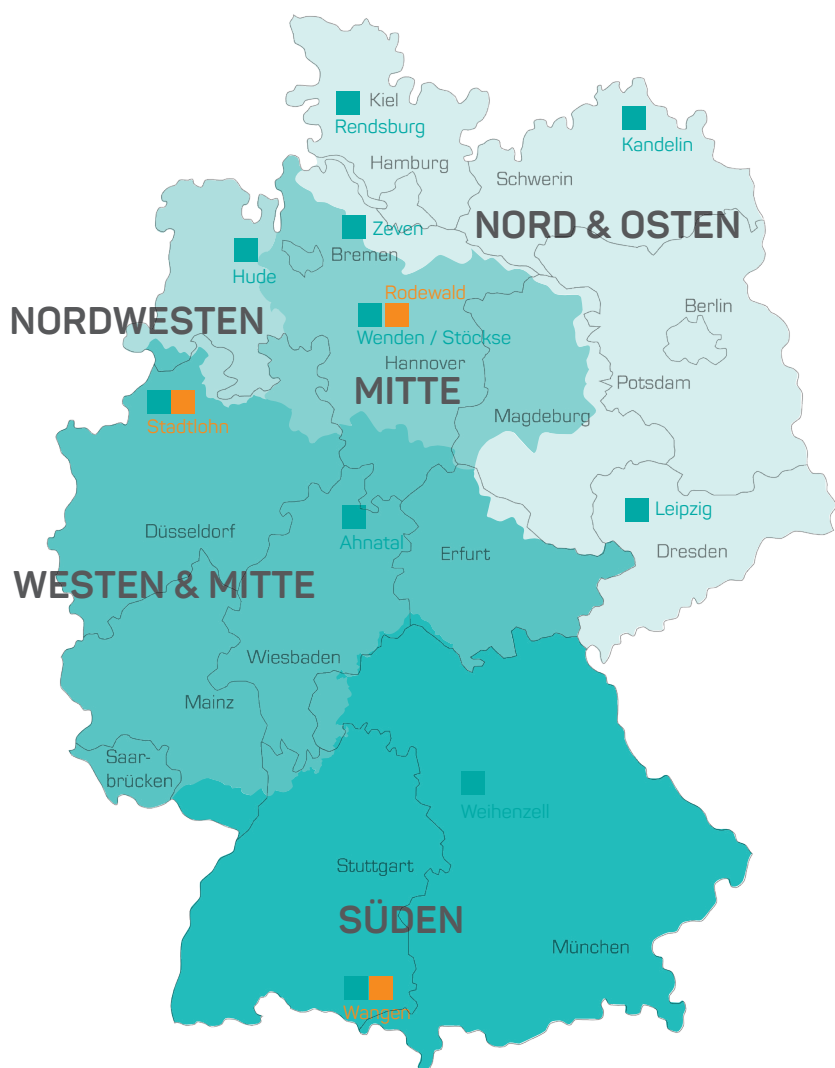 Kiel
Rendsburg
Kandelin
Hamburg
Schwerin
NORD & OSTEN
Zeven
Bremen
Hude
Rodewald
Berlin
NORDWESTEN
Wenden / Stöckse
Hannover
MITTE
Potsdam
Magdeburg
Stadtlohn
Leipzig
Düsseldorf
Ahnatal
Erfurt
Dresden
WESTEN & MITTE
Wiesbaden
Mainz
Saar-
brücken
Weihenzell
Stuttgart
SÜDEN
München
Wangen